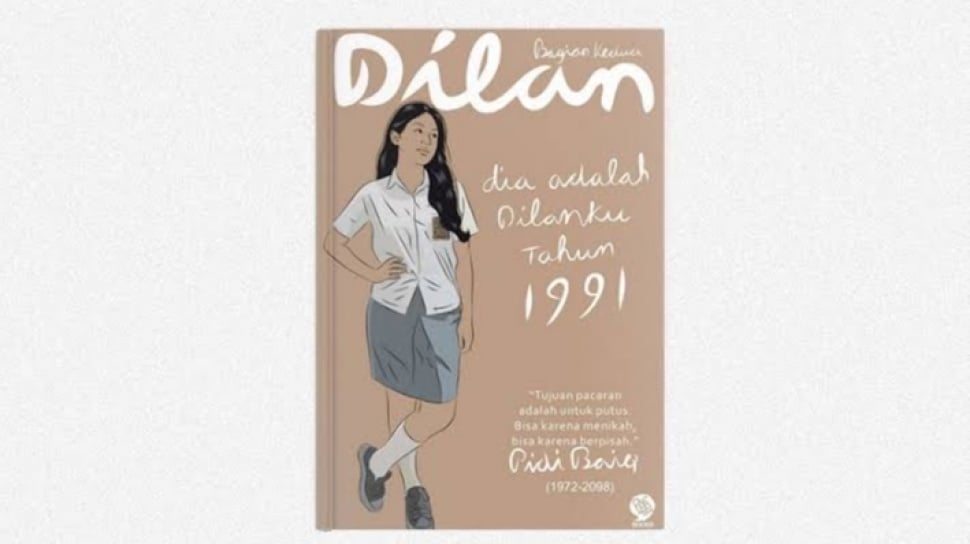 Bagian Kedua
Dilan
dia adalah
Dilanku
Tahun
1991
"Tujuan pacaran
adalah untuk putus.
Bisa karena menikah,
bisa karena berpisah."
Pidi Baiq
(1972-2098)